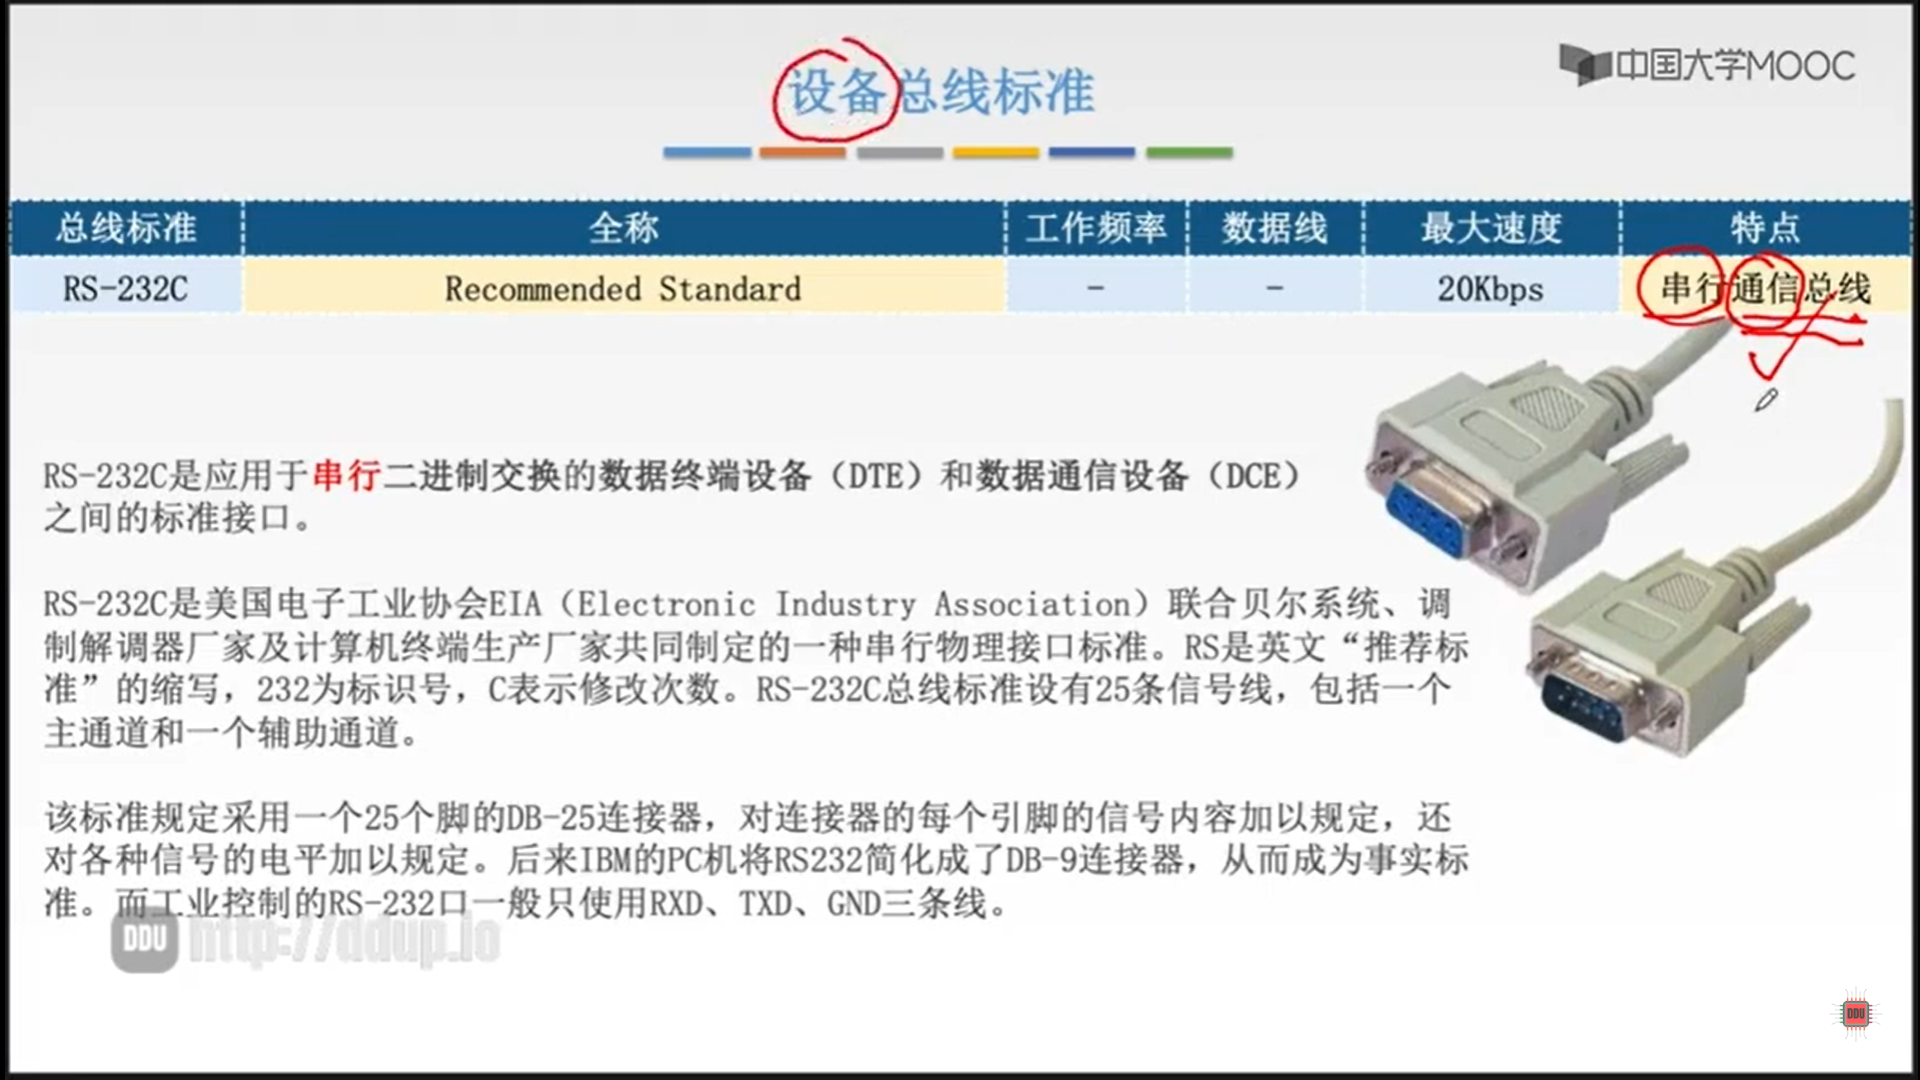 设备总线标准
中国大学MOOC
总线标准 全称 工作频率 数据线 最大速度 特点
RS-232C Recommended Standard - - 20Kbps 串行通信总线
RS-232C是应用于串行二进制交换的数据终端设备（DTE）和数据通信设备（DCE）
之间的标准接口。
RS-232C是美国电子工业协会EIA（Electronic Industry Association）联合贝尔系统、调
制解调器厂家及计算机终端生产厂家共同制定的一种串行物理接口标准。RS是英文“推荐标
准”的缩写，232为标识号，C表示修改次数。RS-232C总线标准设有25条信号线，包括一个
主通道和一个辅助通道。
该标准规定采用一个25个脚的DB-25连接器，对连接器的每个引脚的信号内容加以规定，还
对各种信号的电平加以规定。后来IBM的PC机将RS232简化成了DB-9连接器，从而成为事实标
准。而工业控制的RS-232口一般只使用RXD、TXD、GND三条线。
DDU http://ddup.io
DDU